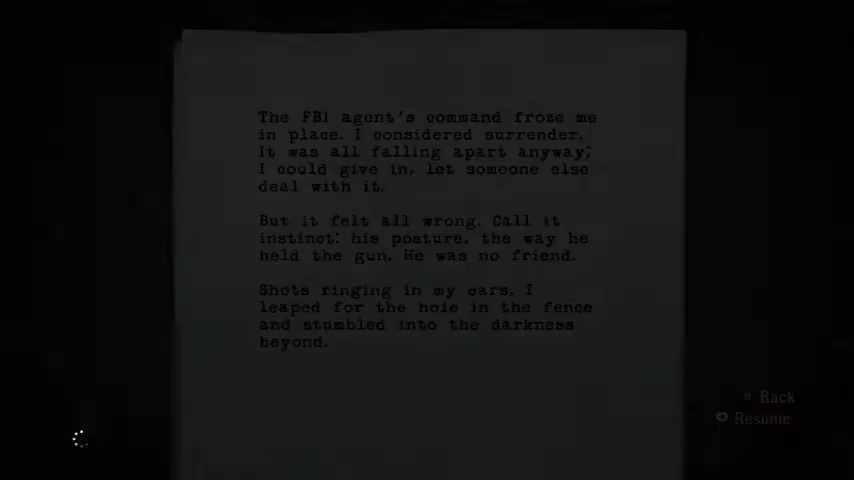 The FBI agent's command froze me
in place. I considered surrender.
It was all falling apart anyway;
I could give in, let someone else
deal with it.
But it felt all wrong. Call it
instinct: his posture, the way he
held the gun. He was no friend.
Shots ringing in my ears, I
leaped for the hole in the fence
and stumbled into the darkness
beyond.
Back
Resume